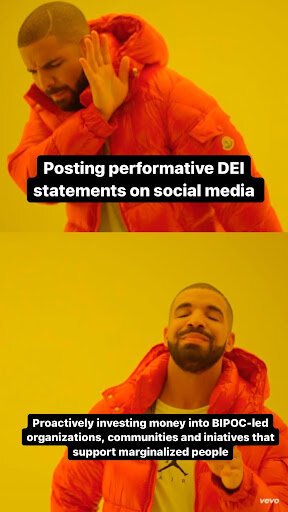 Posting performative DEI
statements on social media
Proactively investing money into BIPOC-led
organizations, communities and iniatives that
support marginalized people
AIR
vevo